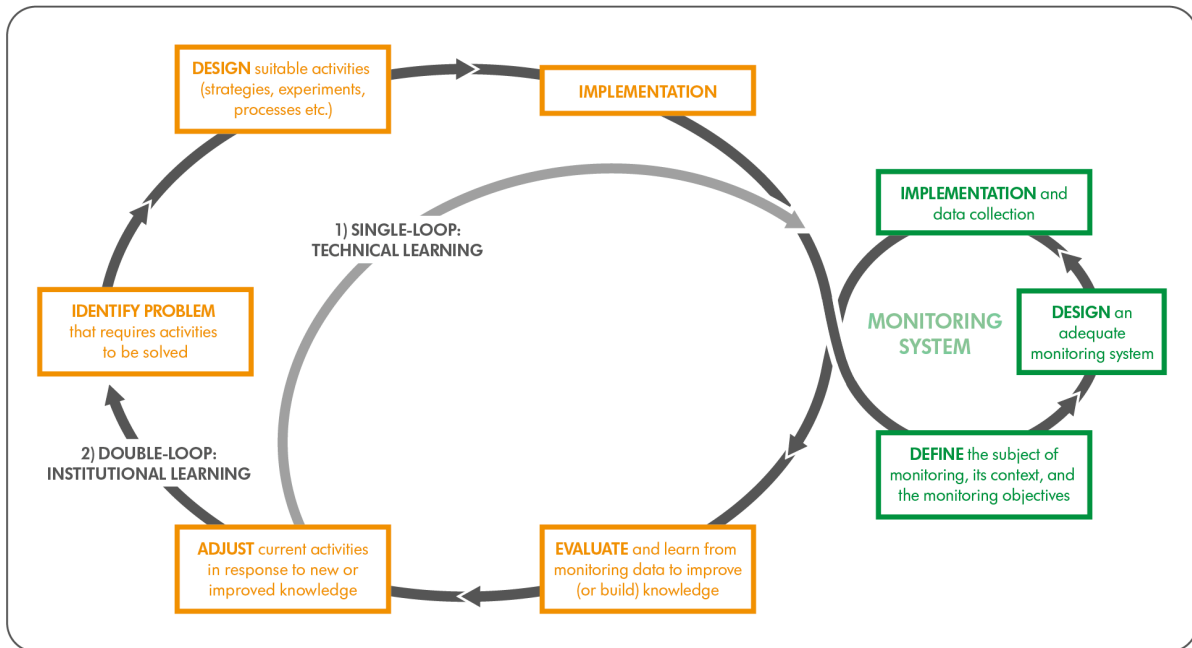 DESIGN suitable activities
(strategies, experiments,
processes etc.)
IMPLEMENTATION
IMPLEMENTATION and
data collection
1) SINGLE-LOOP:
TECHNICAL LEARNING
IDENTIFY PROBLEM
that requires activities
to be solved
MONITORING
SYSTEM
DESIGN an
adequate
monitoring system
2) DOUBLE-LOOP:
INSTITUTIONAL LEARNING
DEFINE the subject of
monitoring, its context, and
the monitoring objectives
ADJUST current activities
in response to new or
improved knowledge
EVALUATE and learn from
monitoring data to improve
(or build) knowledge